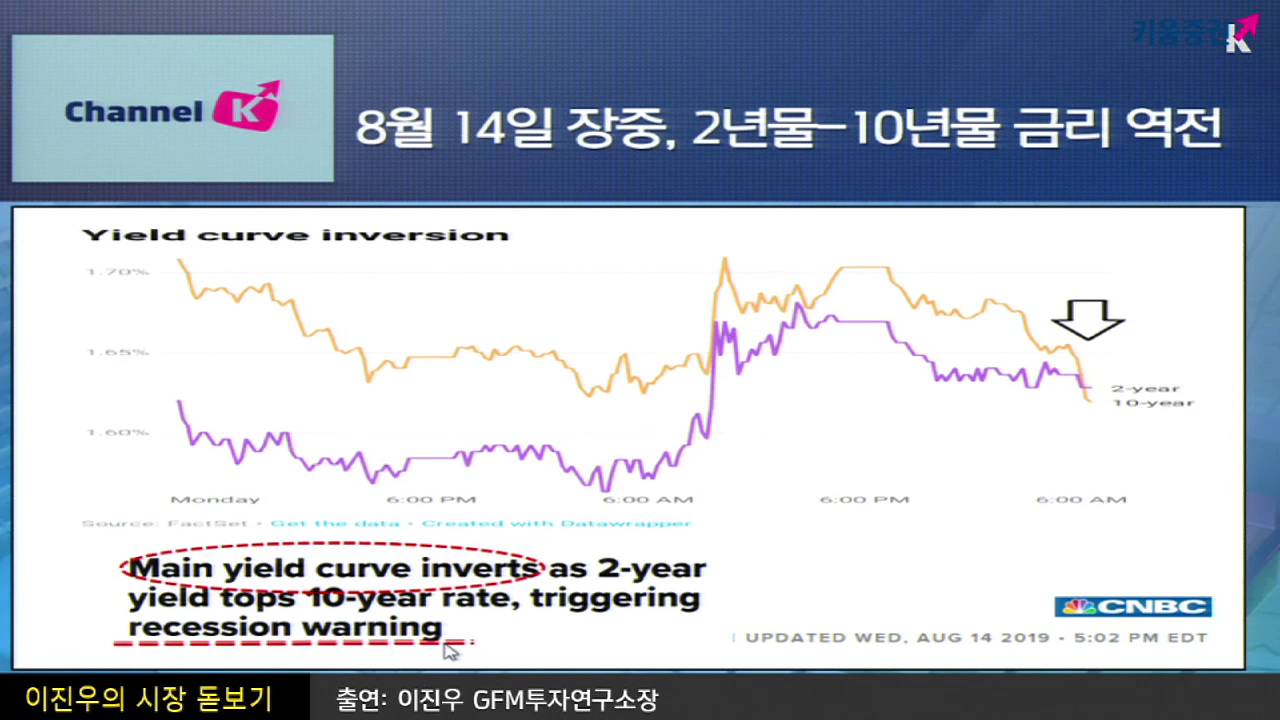 키움증권
Channel K
8월 14일 장중, 2년물-10년물 금리 역전
Yield curve inversion
1.70%
1.65%
1.60%
2-year
10-year
Monday 6:00 PM 6:00 AM 6:00 PM 6:00 AM
Source: FactSet • Get the data • Created with Datawrapper
Main yield curve inverts as 2-year
yield tops 10-year rate, triggering
recession warning
CNBC
UPDATED WED, AUG 14 2019 • 5:02 PM EDT
이진우의 시장 돋보기
출연: 이진우 GFM투자연구소장